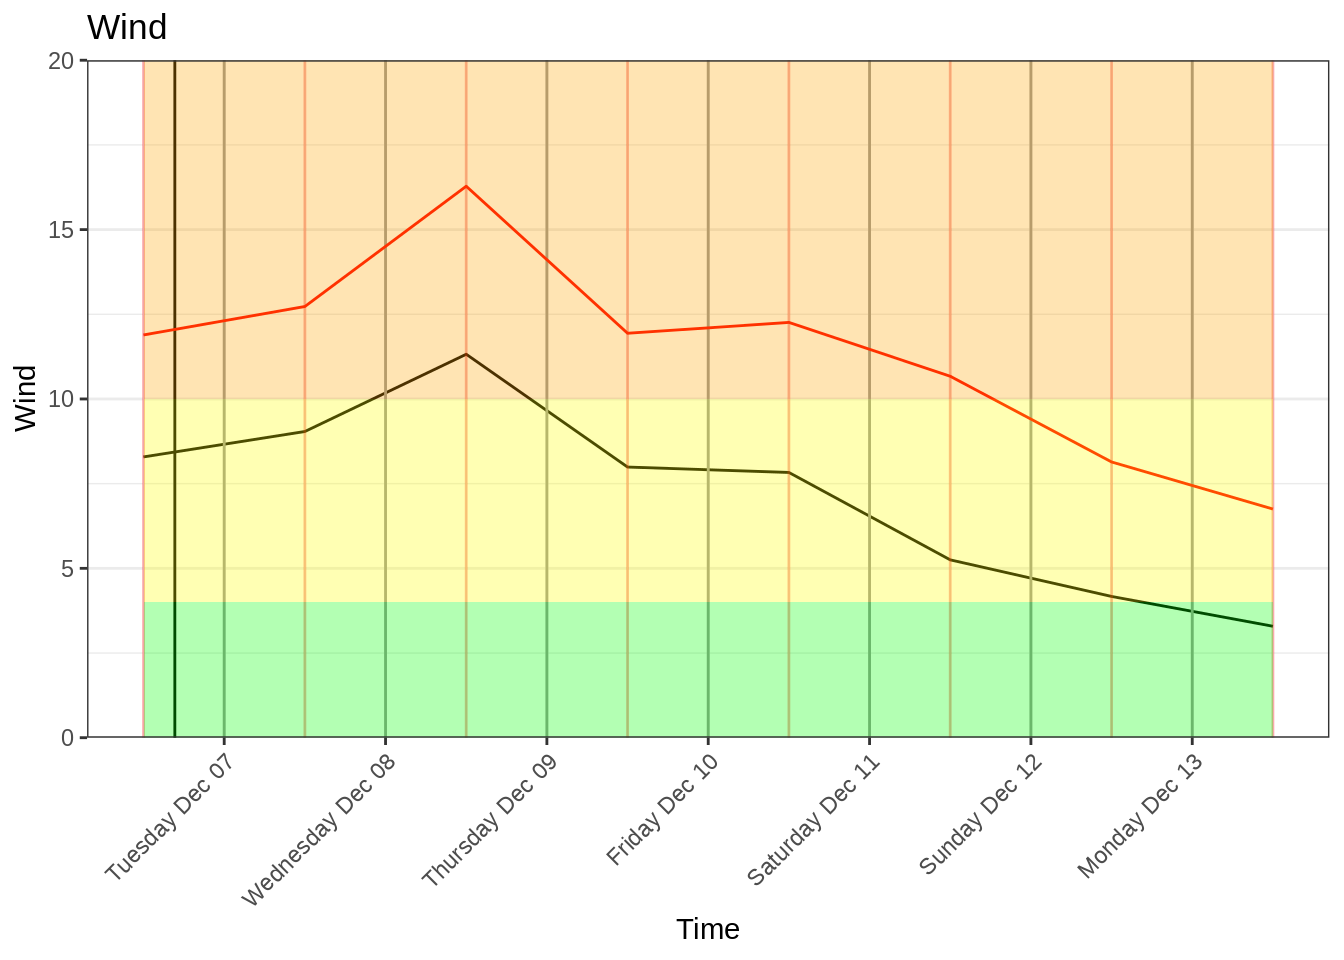 Wind
20
15
10
5
0
Wind
Tuesday Dec 07
Wednesday Dec 08
Thursday Dec 09
Friday Dec 10
Saturday Dec 11
Sunday Dec 12
Monday Dec 13
Time